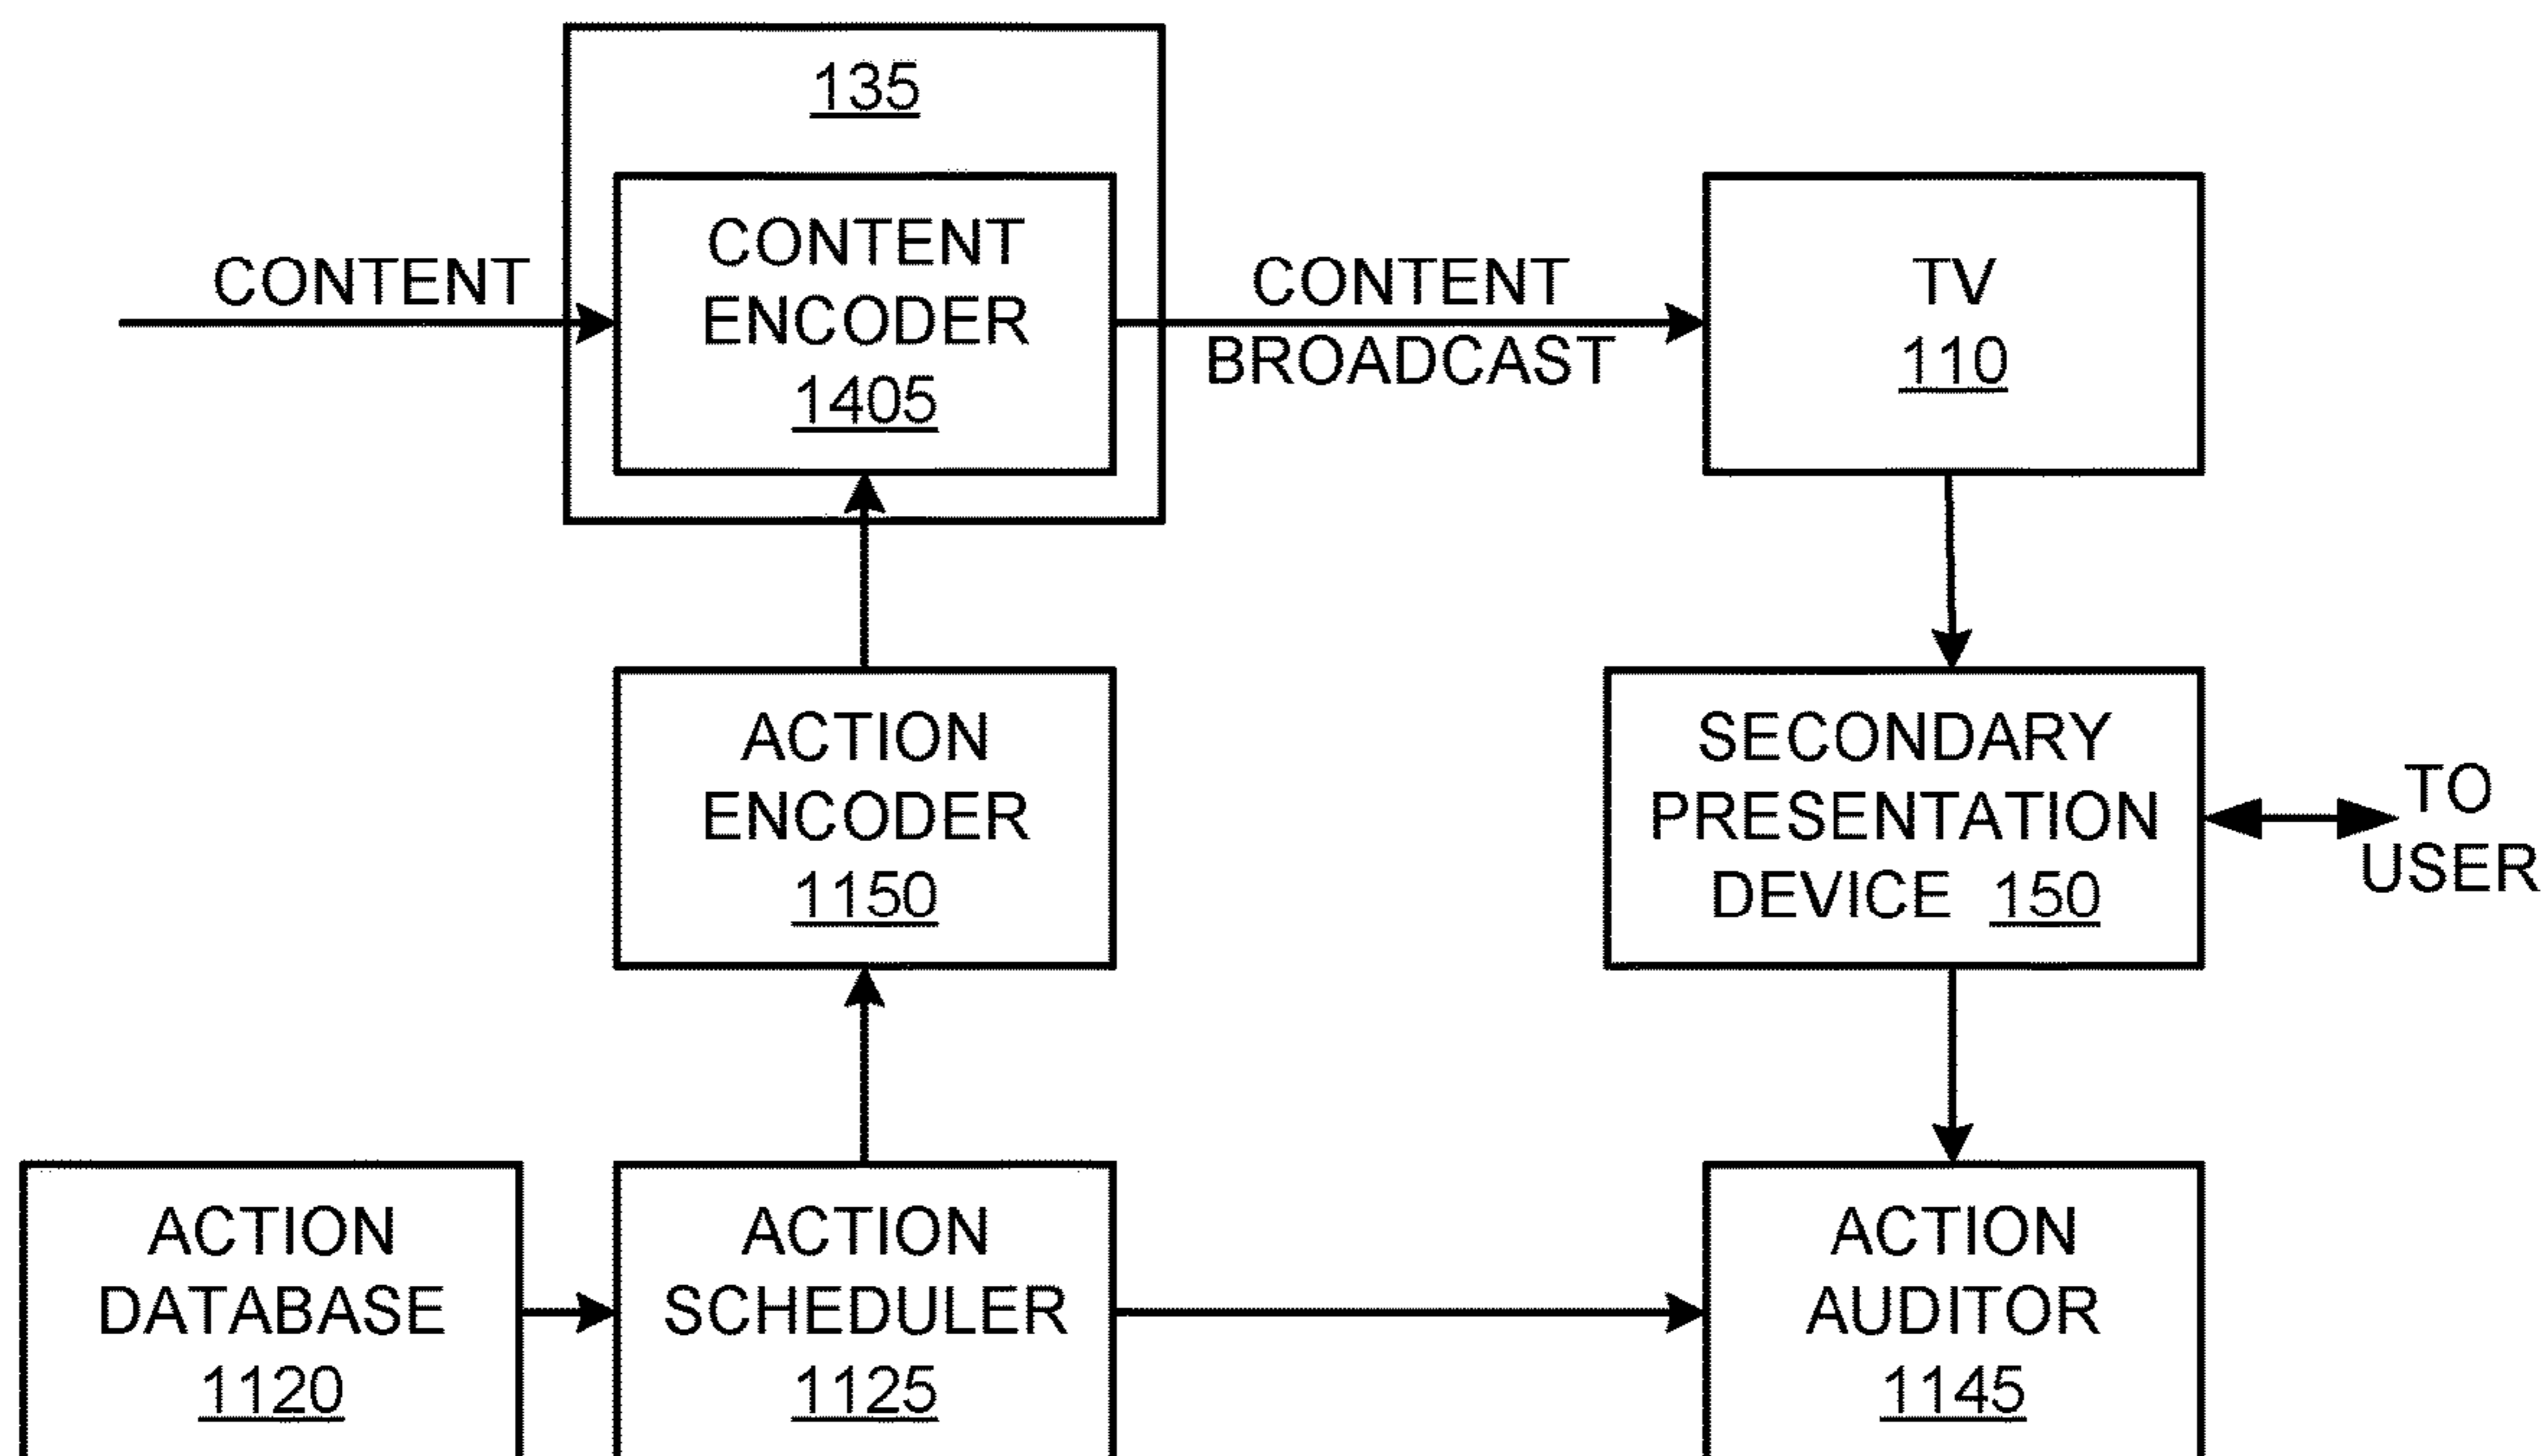 135
CONTENT
CONTENT
ENCODER
1405
CONTENT
BROADCAST
TV
110
ACTION
ENCODER
1150
SECONDARY
PRESENTATION
DEVICE 150
TO
USER
ACTION
DATABASE
1120
ACTION
SCHEDULER
1125
ACTION
AUDITOR
1145